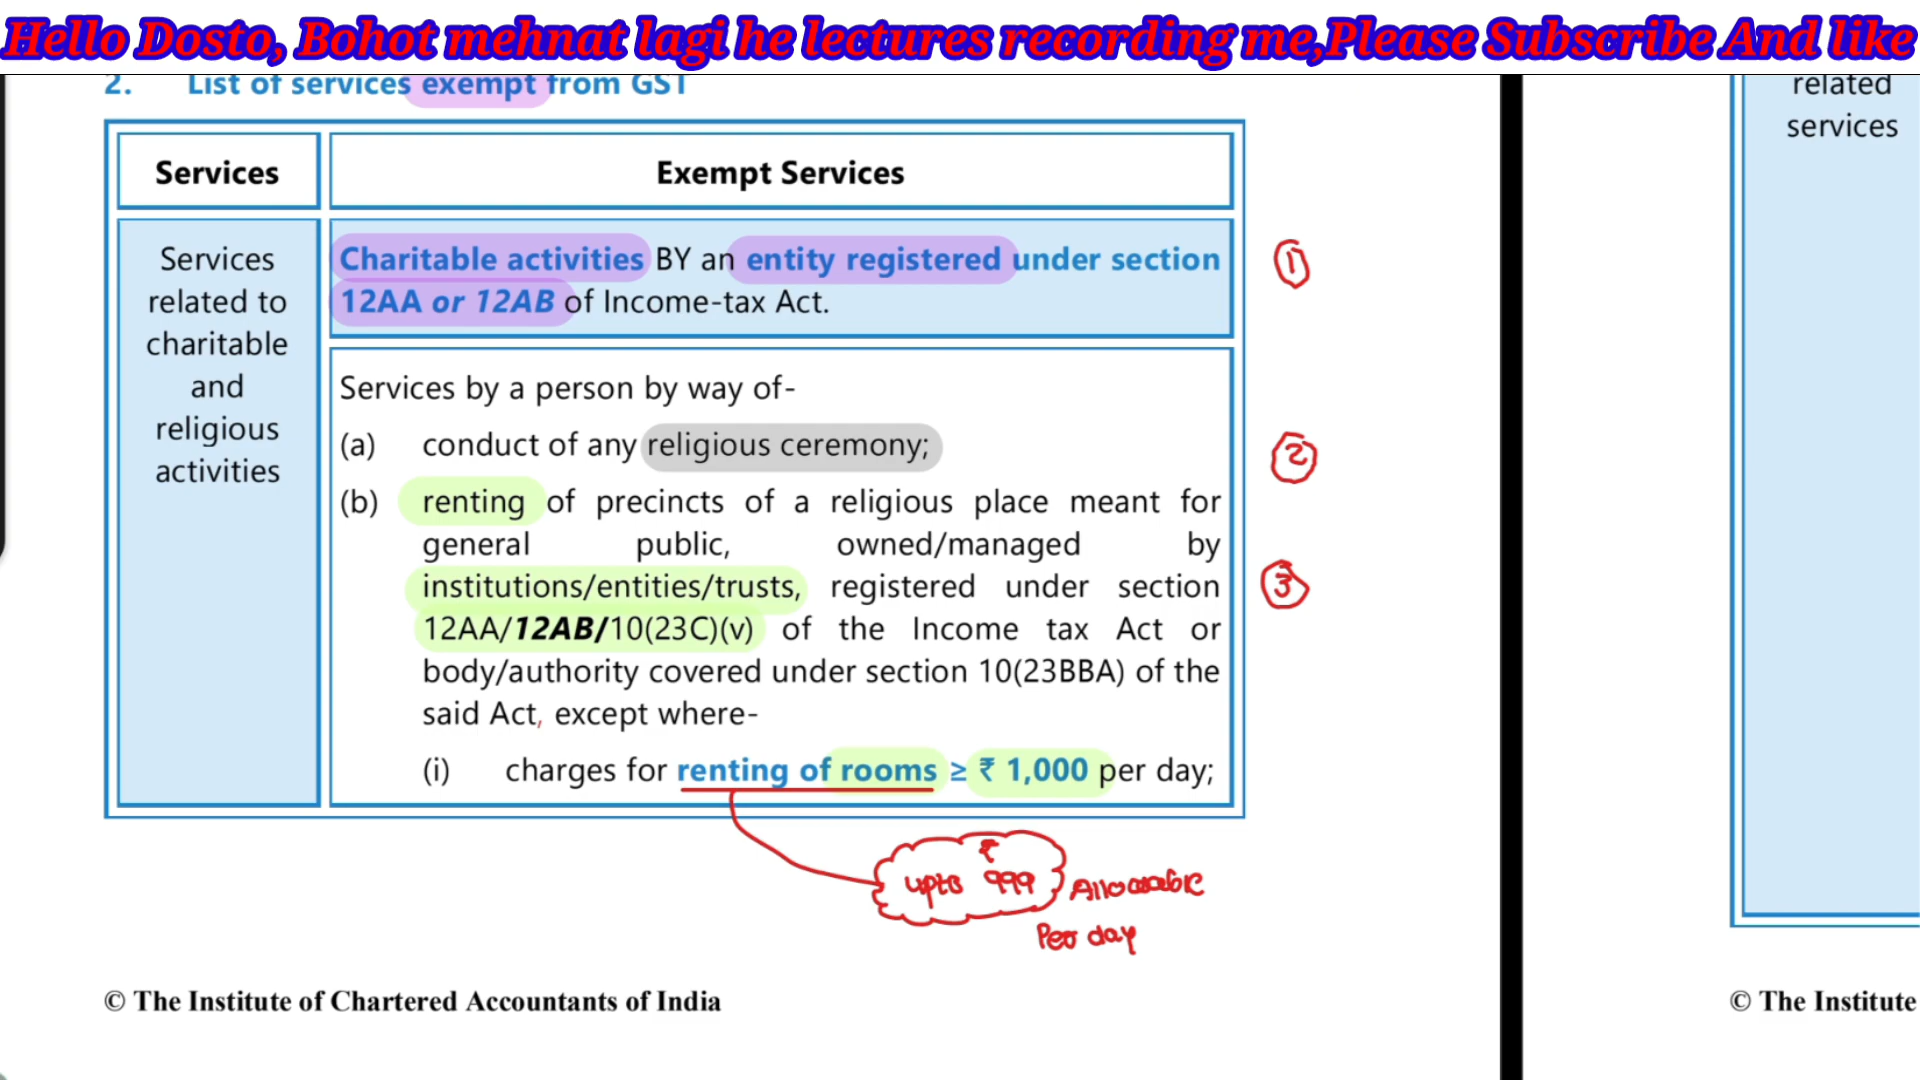 Hello Dosto, Bohot mehnat lagi he lectures recording me,Please Subscribe And like
2. List of services exempt from GST
Services
Exempt Services
Services
related to
charitable
and
religious
activities
Charitable activities BY an entity registered under section
12AA or 12AB of Income-tax Act.
Services by a person by way of-
(a) conduct of any religious ceremony;
(b) renting of precincts of a religious place meant for
general public, owned/managed by
institutions/entities/trusts, registered under section
12AA/12AB/10(23C)(v) of the Income tax Act or
body/authority covered under section 10(23BBA) of the
said Act, except where-
(i) charges for renting of rooms ≥ ₹ 1,000 per day;
1
2
3
₹
upto 999 Allowable
Per day
© The Institute of Chartered Accountants of India
related
services
© The Institute